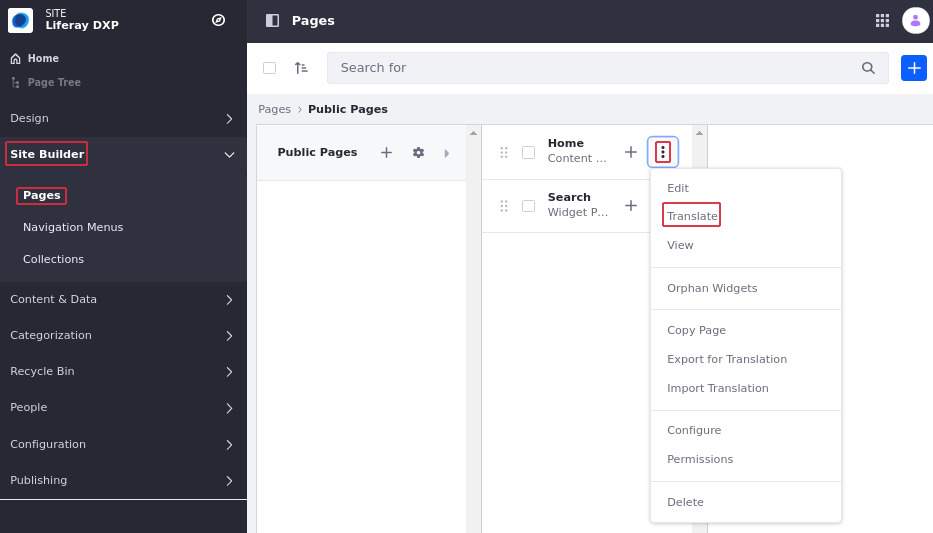 SITE
Liferay DXP
Home
Page Tree
Design
Site Builder
Pages
Navigation Menus
Collections
Content & Data
Categorization
Recycle Bin
People
Configuration
Publishing
Pages
Search for
Pages › Public Pages
Public Pages
Home
Content ...
Search
Widget P...
Edit
Translate
View
Orphan Widgets
Copy Page
Export for Translation
Import Translation
Configure
Permissions
Delete